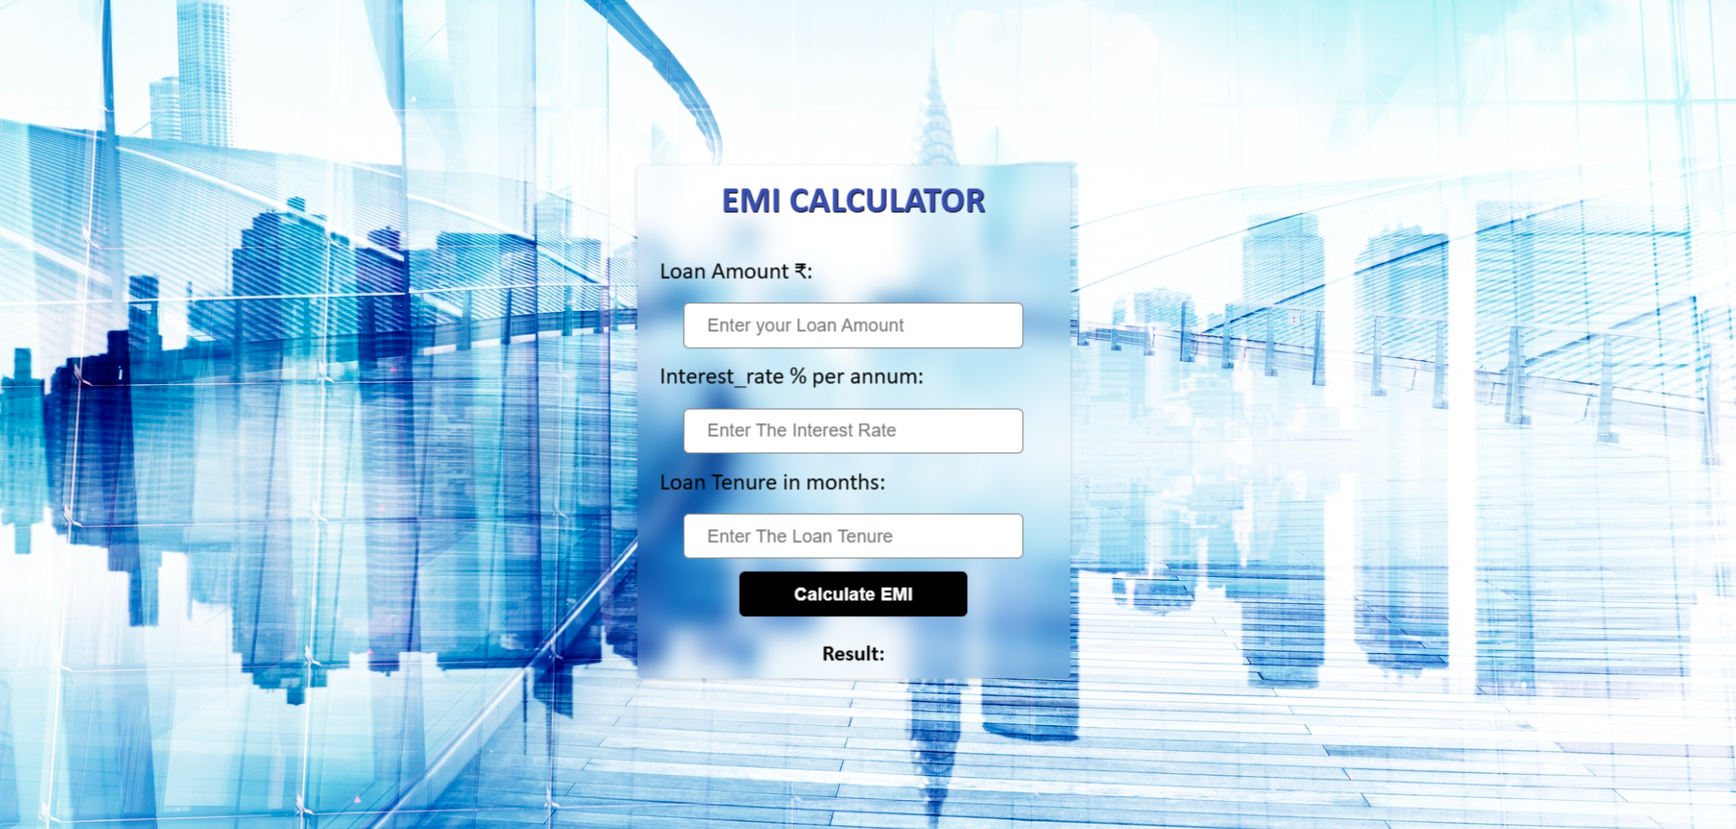 EMI CALCULATOR
Loan Amount ₹:
Enter your Loan Amount
Interest_rate % per annum:
Enter The Interest Rate
Loan Tenure in months:
Enter The Loan Tenure
Calculate EMI
Result: